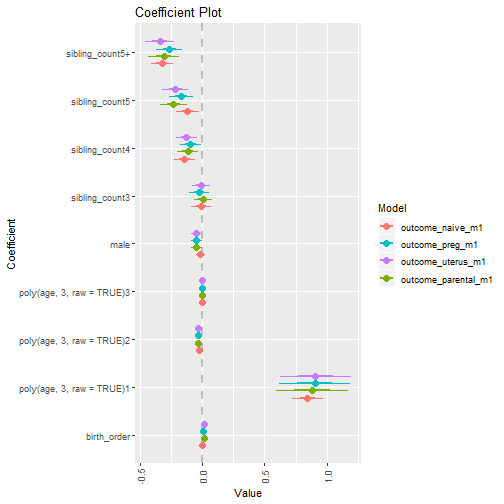 Coefficient Plot
Coefficient
sibling_count5+
sibling_count5
sibling_count4
sibling_count3
male
poly(age, 3, raw = TRUE)3
poly(age, 3, raw = TRUE)2
poly(age, 3, raw = TRUE)1
birth_order
-0.5
0.0
0.5
1.0
Value
Model
outcome_naive_m1
outcome_preg_m1
outcome_uterus_m1
outcome_parental_m1